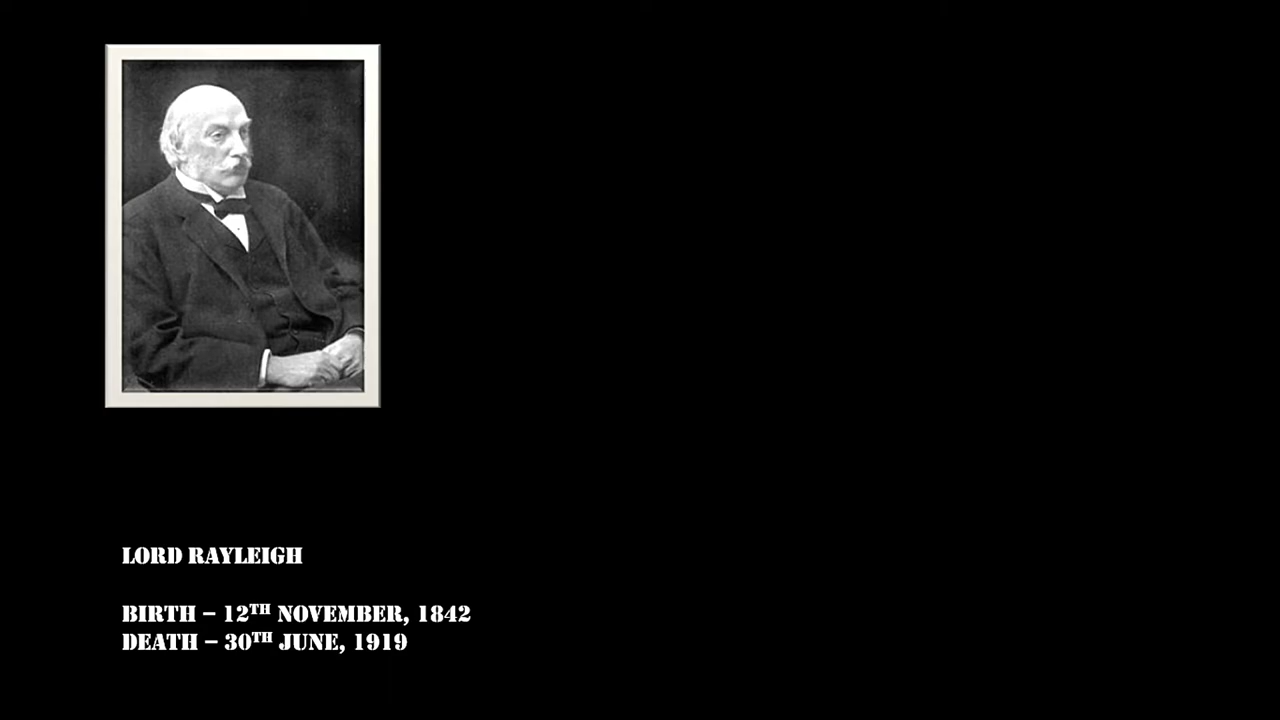 LORD RAYLEIGH
BIRTH – 12TH NOVEMBER, 1842
DEATH – 30TH JUNE, 1919